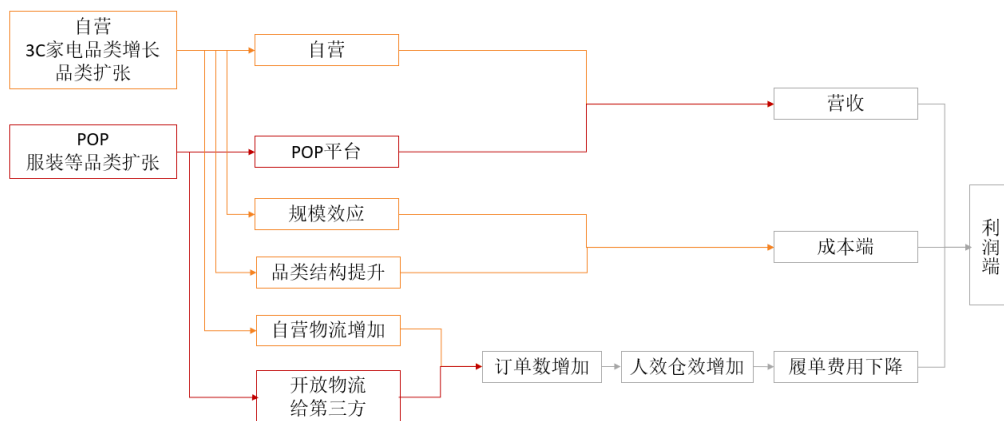 自营
3C家电品类增长
品类扩张
自营
营收
POP
服装等品类扩张
POP平台
规模效应
利润端
成本端
品类结构提升
自营物流增加
订单数增加
人效仓效增加
履单费用下降
开放物流
给第三方